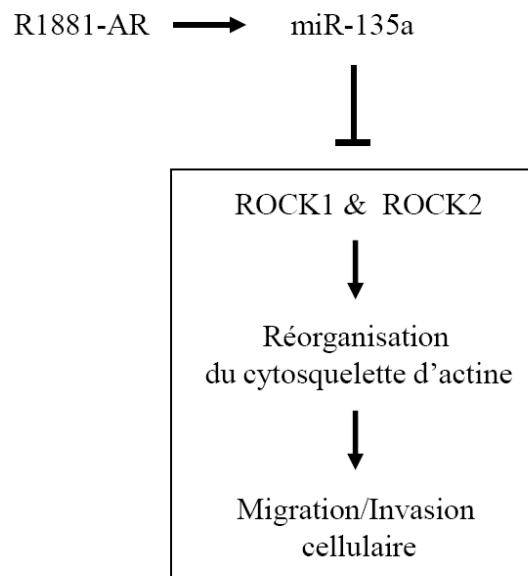 R1881-AR miR-135a
ROCK1 & ROCK2
Réorganisation
du cytosquelette d’actine
Migration/Invasion
cellulaire